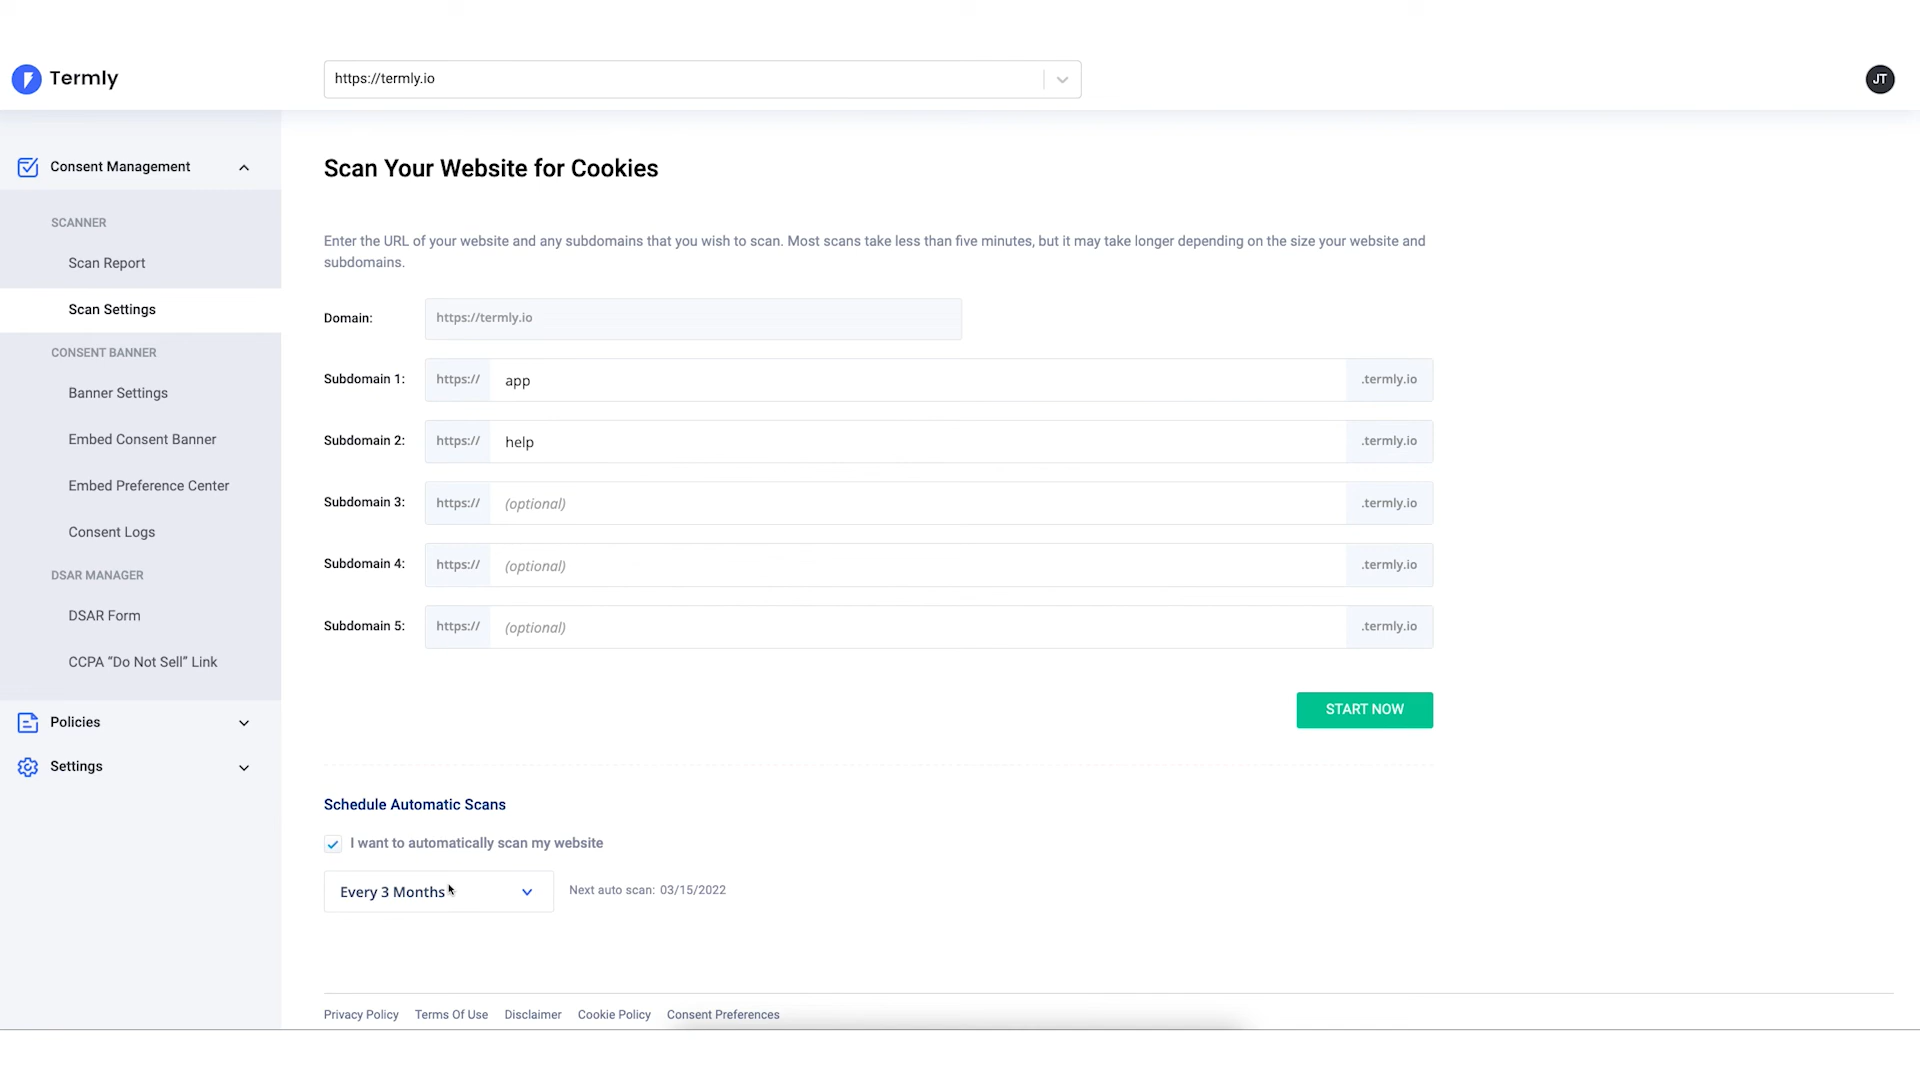 Termly
https://termly.io
JT
Consent Management
SCANNER
Scan Report
Scan Settings
CONSENT BANNER
Banner Settings
Embed Consent Banner
Embed Preference Center
Consent Logs
DSAR MANAGER
DSAR Form
CCPA “Do Not Sell” Link
Policies
Settings
Scan Your Website for Cookies
Enter the URL of your website and any subdomains that you wish to scan. Most scans take less than five minutes, but it may take longer depending on the size your website and
subdomains.
Domain: https://termly.io
Subdomain 1: https:// app .termly.io
Subdomain 2: https:// help .termly.io
Subdomain 3: https:// (optional) .termly.io
Subdomain 4: https:// (optional) .termly.io
Subdomain 5: https:// (optional) .termly.io
START NOW
Schedule Automatic Scans
I want to automatically scan my website
Every 3 Months Next auto scan: 03/15/2022
Privacy Policy Terms Of Use Disclaimer Cookie Policy Consent Preferences